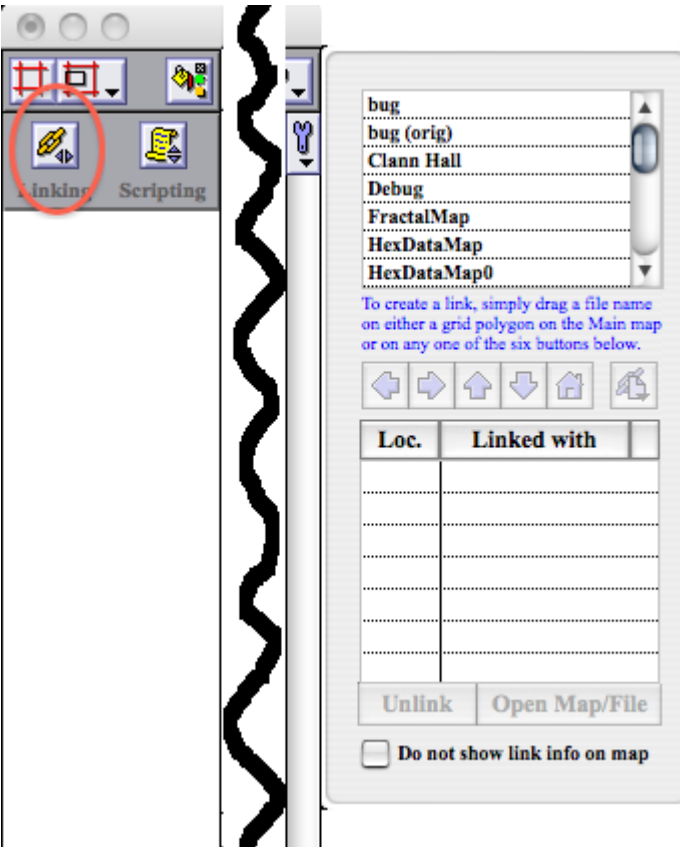 Linking Scripting
bug
bug (orig)
Clann Hall
Debug
FractalMap
HexDataMap
HexDataMap0
To create a link, simply drag a file name
on either a grid polygon on the Main map
or on any one of the six buttons below.
Loc. Linked with
Unlink Open Map/File
Do not show link info on map